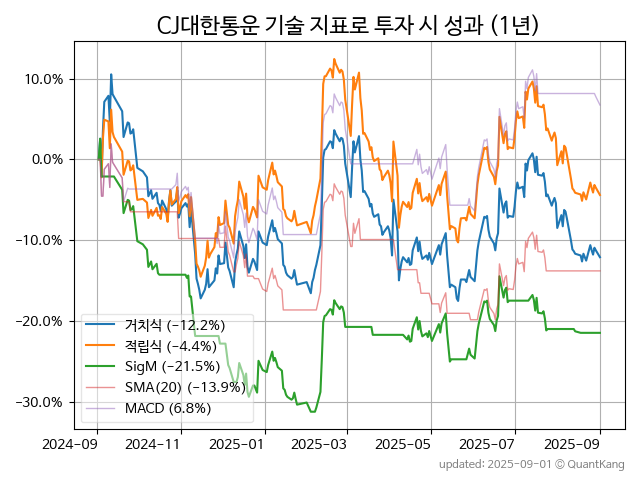 CJ대한통운 기술 지표로 투자 시 성과 (1년)
10.0%
0.0%
−10.0%
−20.0%
−30.0%
거치식 (−12.2%)
적립식 (−4.4%)
SigM (−21.5%)
SMA(20) (−13.9%)
MACD (6.8%)
2024-09 2024-11 2025-01 2025-03 2025-05 2025-07 2025-09
updated: 2025-09-01 © QuantKang